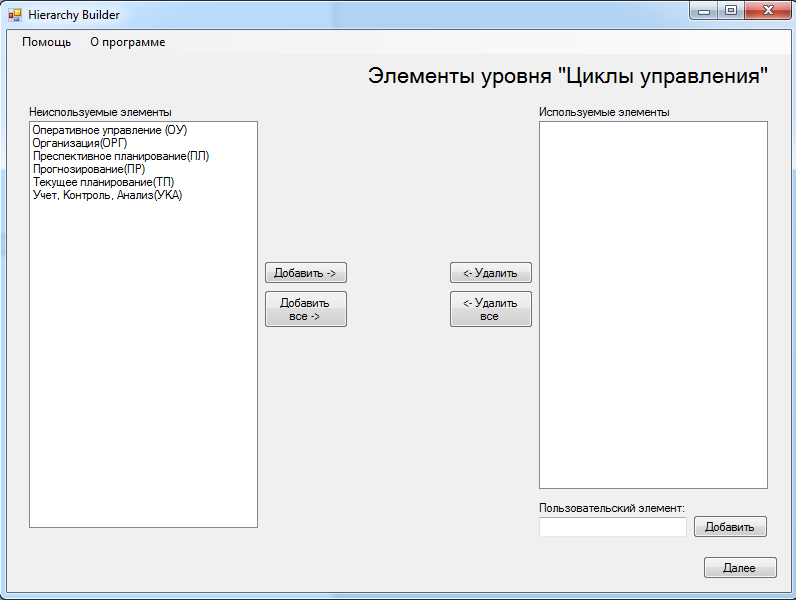 Hierarchy Builder
Помощь О программе
Элементы уровня "Циклы управления"
Неиспользуемые элементы
Оперативное управление (ОУ)
Организация(ОРГ)
Преспективное планирование(ПЛ)
Прогнозирование(ПР)
Текущее планирование(ТП)
Учет, Контроль, Анализ(УКА)
Добавить ->
Добавить
все ->
Используемые элементы
<- Удалить
<- Удалить
все
Пользовательский элемент:
Добавить
Далее